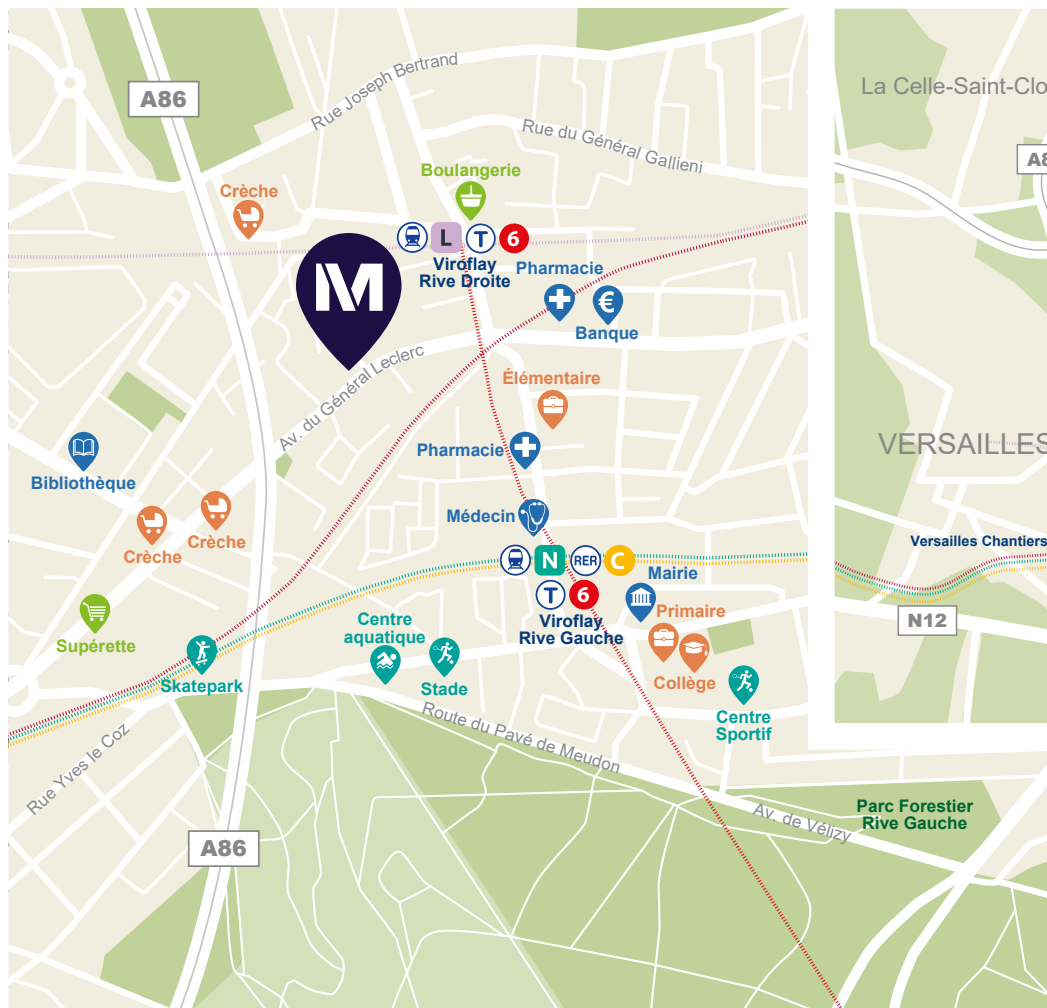 A86
Rue Joseph Bertrand
Rue du Général Gallieni
Boulangerie
Crèche
L
T
6
Viroflay
Rive Droite
Pharmacie
M
€
Banque
Av. du Général Leclerc
Élémentaire
Pharmacie
Bibliothèque
Crèche
Crèche
Médecin
N
RER
C
T
6
Viroflay
Rive Gauche
Mairie
Primaire
Collège
Centre
aquatique
Stade
Supérette
Skatepark
Centre
Sportif
Rue Yves le Coz
Route du Pavé de Meudon
Av. de Vélizy
A86
Parc Forestier
Rive Gauche
La Celle-Saint-Clo
A8
VERSAILLES
Versailles Chantiers
N12